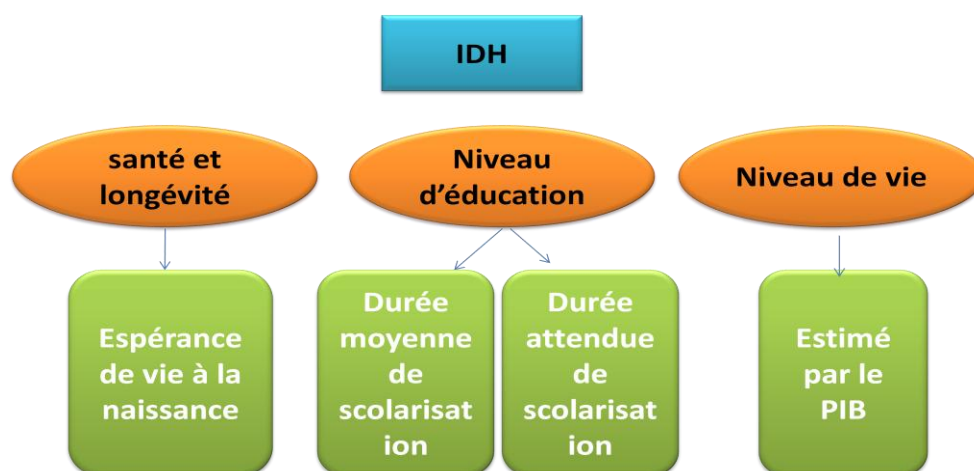 IDH
santé et
longévité
Niveau
d’éducation
Niveau de vie
Espérance
de vie à la
naissance
Durée
moyenne
de
scolarisat
ion
Durée
attendue
de
scolarisat
ion
Estimé
par le
PIB